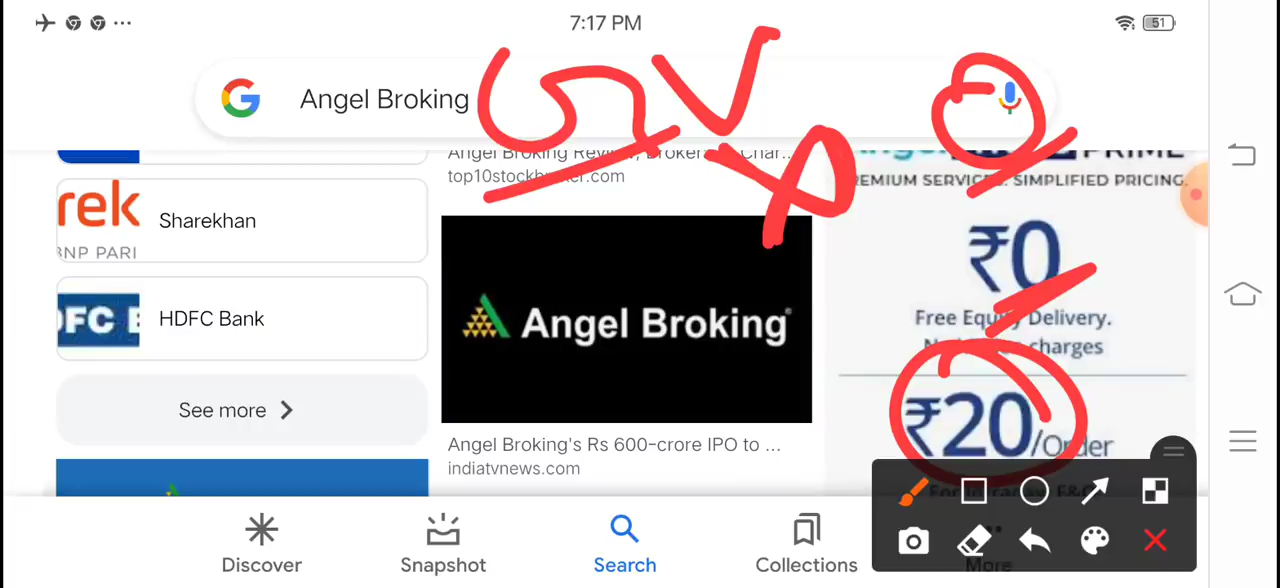 7:17 PM
51
Angel Broking
Sharekhan
BNP PARI
HDFC Bank
See more
Angel Broking Review, Brokerage Char...
top10stockbroker.com
Angel Broking
Angel Broking's Rs 600-crore IPO to ...
indiatvnews.com
PRIME
PREMIUM SERVICES. SIMPLIFIED PRICING.
₹0
Free Equity Delivery.
charges
₹20/Order
Discover
Snapshot
Search
Collections
More